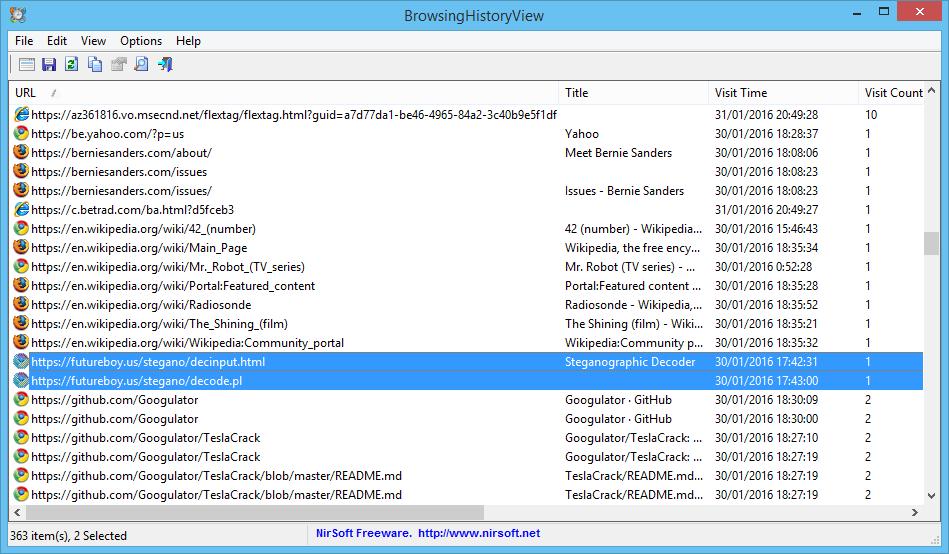 BrowsingHistoryView
File Edit View Options Help
URL Title Visit Time Visit Count
https://az361816.vo.msecnd.net/flextag/flextag.html?guid=a7d77da1-be46-4965-84a2-3c40b9e5f1df 31/01/2016 20:49:28 10
https://be.yahoo.com/?p=us Yahoo 30/01/2016 18:28:37 1
https://berniesanders.com/about/ Meet Bernie Sanders 30/01/2016 18:08:06 1
https://berniesanders.com/issues 30/01/2016 18:08:23 1
https://berniesanders.com/issues/ Issues - Bernie Sanders 30/01/2016 18:08:23 1
https://c.betrad.com/ba.html?d5fceb3 31/01/2016 20:49:27 1
https://en.wikipedia.org/wiki/42_(number) 42 (number) - Wikipedia... 30/01/2016 15:46:43 1
https://en.wikipedia.org/wiki/Main_Page Wikipedia, the free ency... 30/01/2016 18:35:34 1
https://en.wikipedia.org/wiki/Mr._Robot_(TV_series) Mr. Robot (TV series) - ... 30/01/2016 0:52:28 1
https://en.wikipedia.org/wiki/Portal:Featured_content Portal:Featured content ... 30/01/2016 18:35:28 1
https://en.wikipedia.org/wiki/Radiosonde Radiosonde - Wikipedia,... 30/01/2016 18:35:52 1
https://en.wikipedia.org/wiki/The_Shining_(film) The Shining (film) - Wiki... 30/01/2016 18:35:21 1
https://en.wikipedia.org/wiki/Wikipedia:Community_portal Wikipedia:Community p... 30/01/2016 18:35:32 1
https://futureboy.us/stegano/decinput.html Steganographic Decoder 30/01/2016 17:42:31 1
https://futureboy.us/stegano/decode.pl 30/01/2016 17:43:00 1
https://github.com/Googulator Googulator · GitHub 30/01/2016 18:30:09 2
https://github.com/Googulator Googulator · GitHub 30/01/2016 18:30:00 2
https://github.com/Googulator/TeslaCrack Googulator/TeslaCrack: ... 30/01/2016 18:27:10 2
https://github.com/Googulator/TeslaCrack Googulator/TeslaCrack: ... 30/01/2016 18:27:19 2
https://github.com/Googulator/TeslaCrack/blob/master/README.md TeslaCrack/README.md... 30/01/2016 18:27:19 2
https://github.com/Googulator/TeslaCrack/blob/master/README.md TeslaCrack/README.md... 30/01/2016 18:27:19 2
363 item(s), 2 Selected NirSoft Freeware. http://www.nirsoft.net